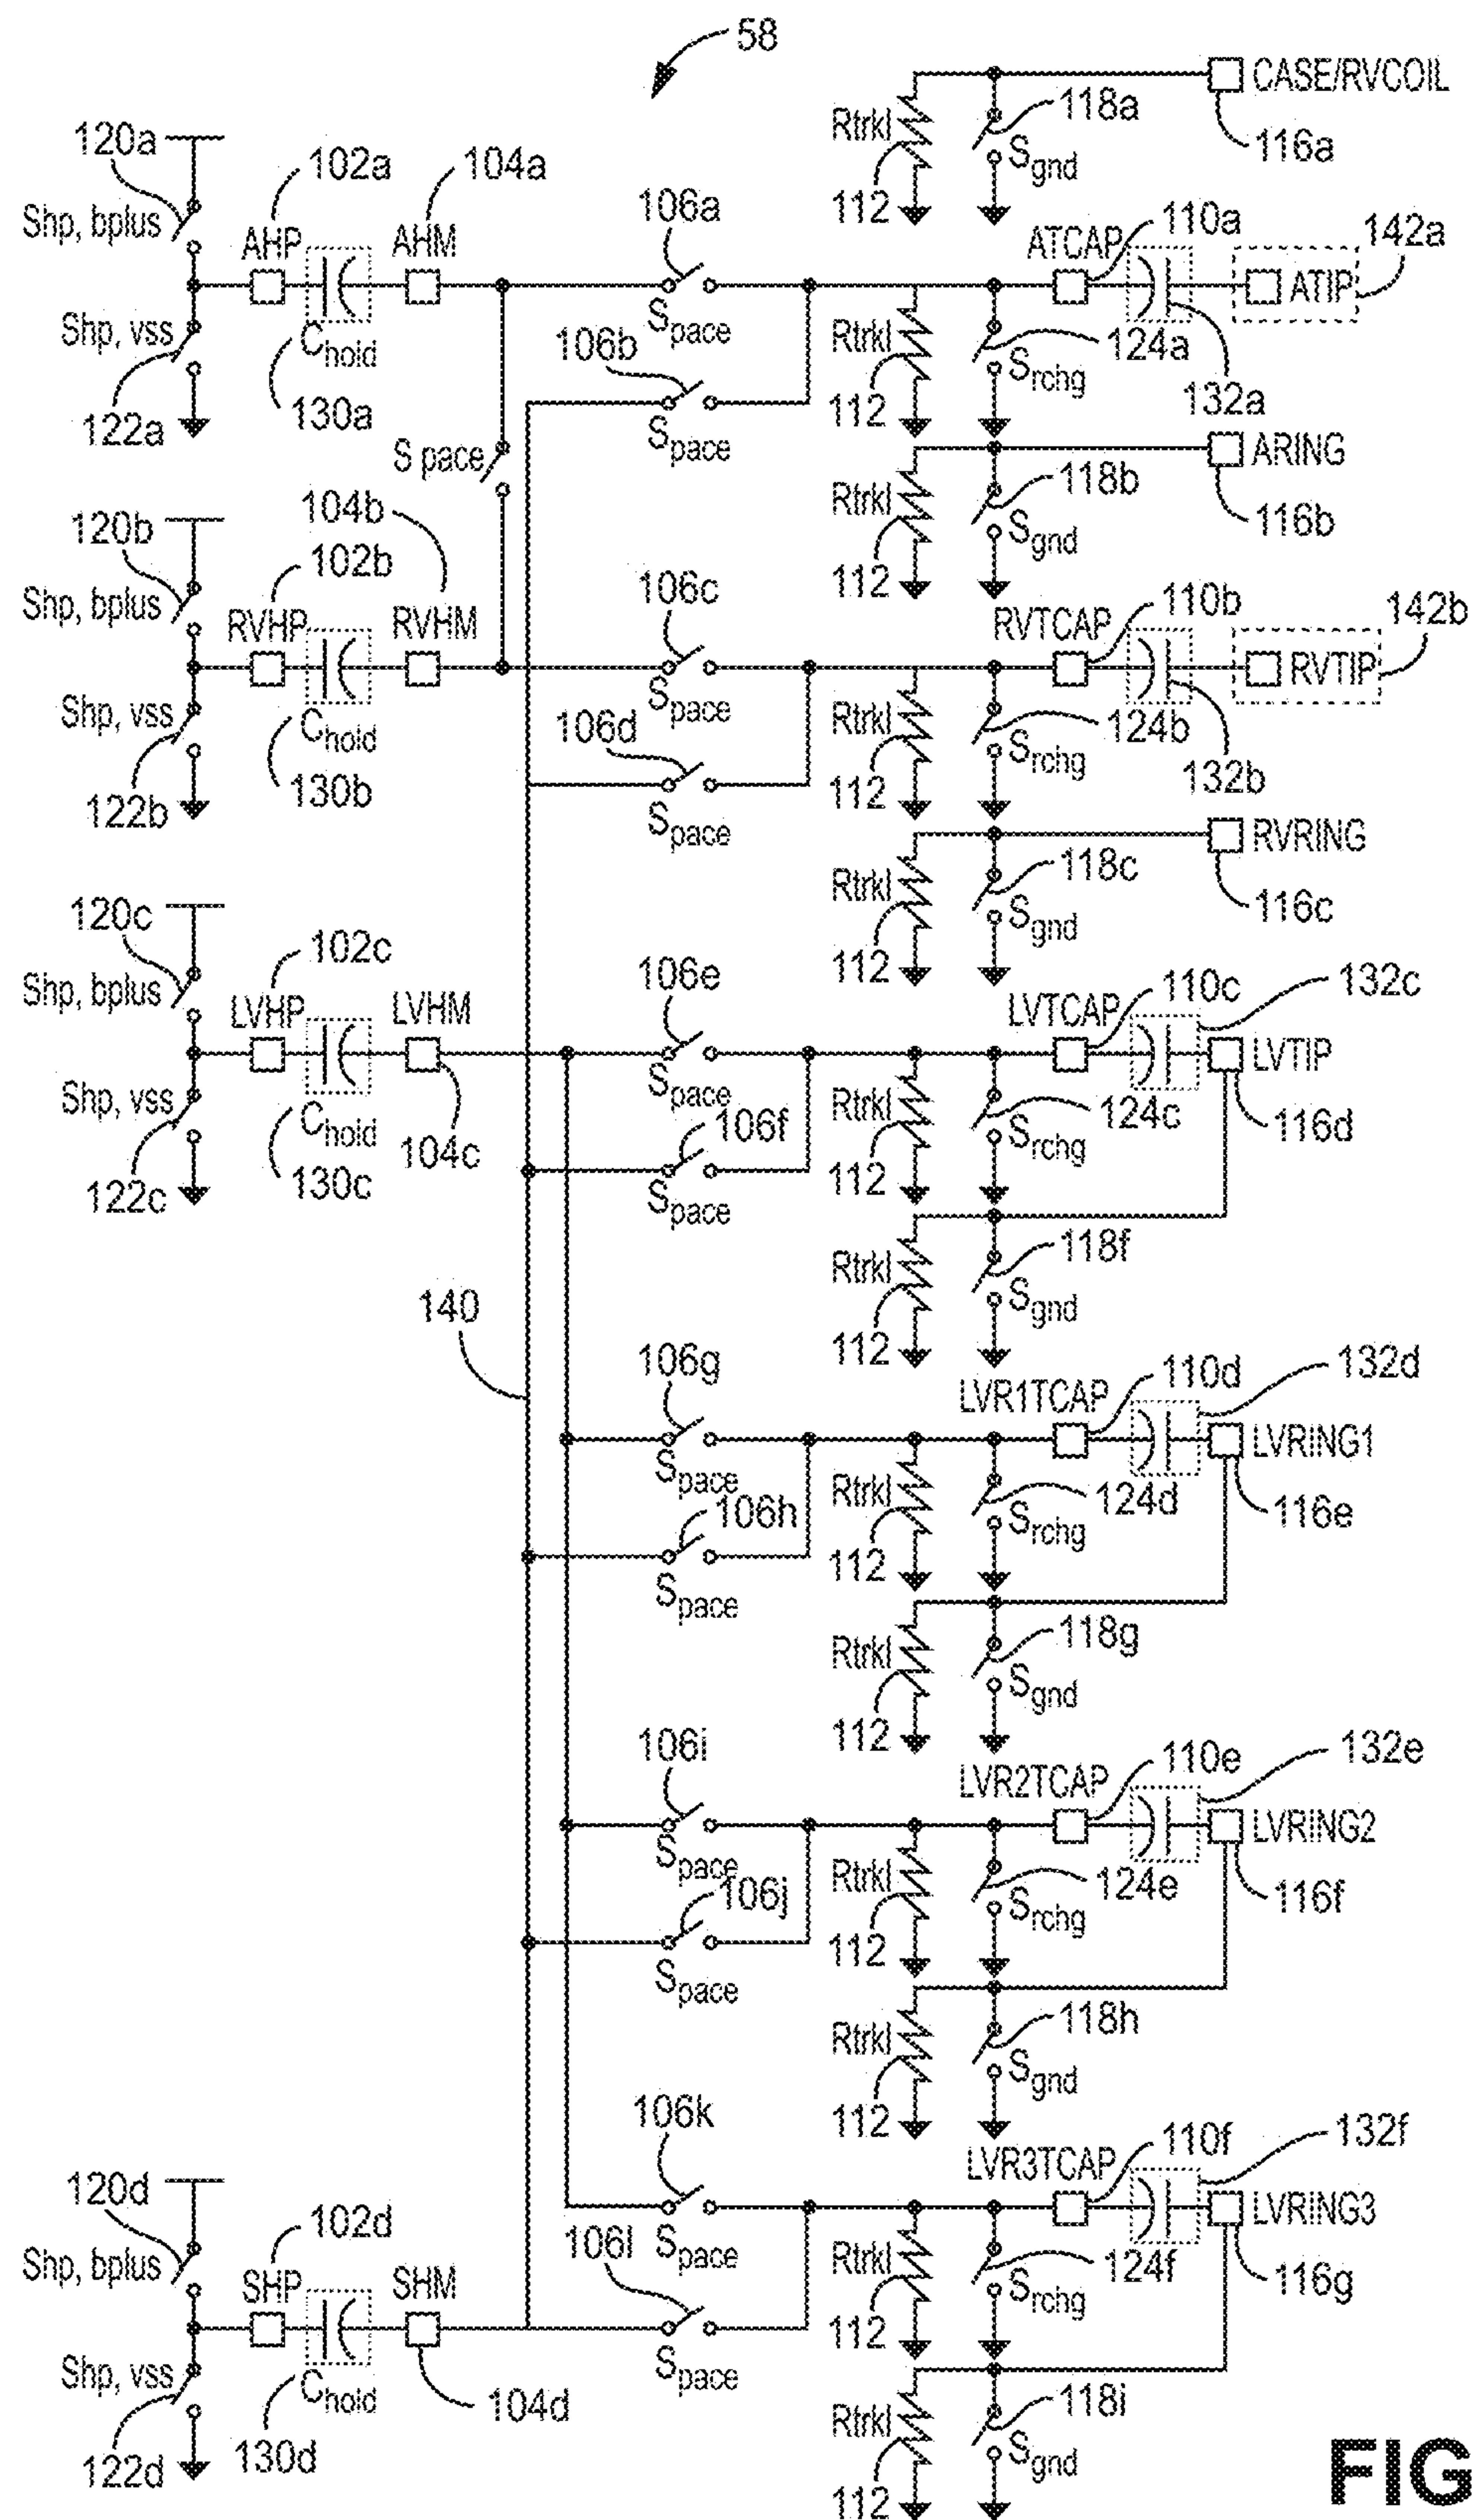 58
CASE/RVCOIL
Rtrkl
118a
Sgnd
116a
112
120a
102a
104a
106a
Shp, bplus
AHP
AHM
ATCAP
110a
142a
ATIP
Space
Shp, vss
Chold
106b
Rtrkl
124a
Srchg
132a
122a
130a
112
Space
S pace
ARING
Rtrkl
118b
Sgnd
116b
112
120b
102b
104b
106c
Shp, bplus
RVHP
RVHM
RVTCAP
110b
142b
RVTIP
Space
Shp, vss
Chold
106d
Rtrkl
124b
Srchg
132b
122b
130b
112
Space
RVRING
Rtrkl
118c
Sgnd
116c
112
120c
102c
106e
Shp, bplus
LVHP
LVHM
LVTCAP
110c
132c
LVTIP
Space
Shp, vss
Chold
104c
106f
Rtrkl
124c
Srchg
116d
122c
130c
112
Space
Rtrkl
118f
Sgnd
112
140
106g
LVR1TCAP
110d
132d
LVRING1
Space
106h
Rtrkl
124d
Srchg
116e
112
Space
Rtrkl
118g
Sgnd
112
106i
LVR2TCAP
110e
132e
LVRING2
Space
106j
Rtrkl
124e
Srchg
116f
112
Space
Rtrkl
118h
Sgnd
112
106k
LVR3TCAP
110f
132f
LVRING3
Space
106l
Rtrkl
124f
Srchg
116g
112
120d
102d
Shp, bplus
SHP
SHM
Space
Shp, vss
Chold
104d
122d
130d
Rtrkl
118i
Sgnd
112
FIG